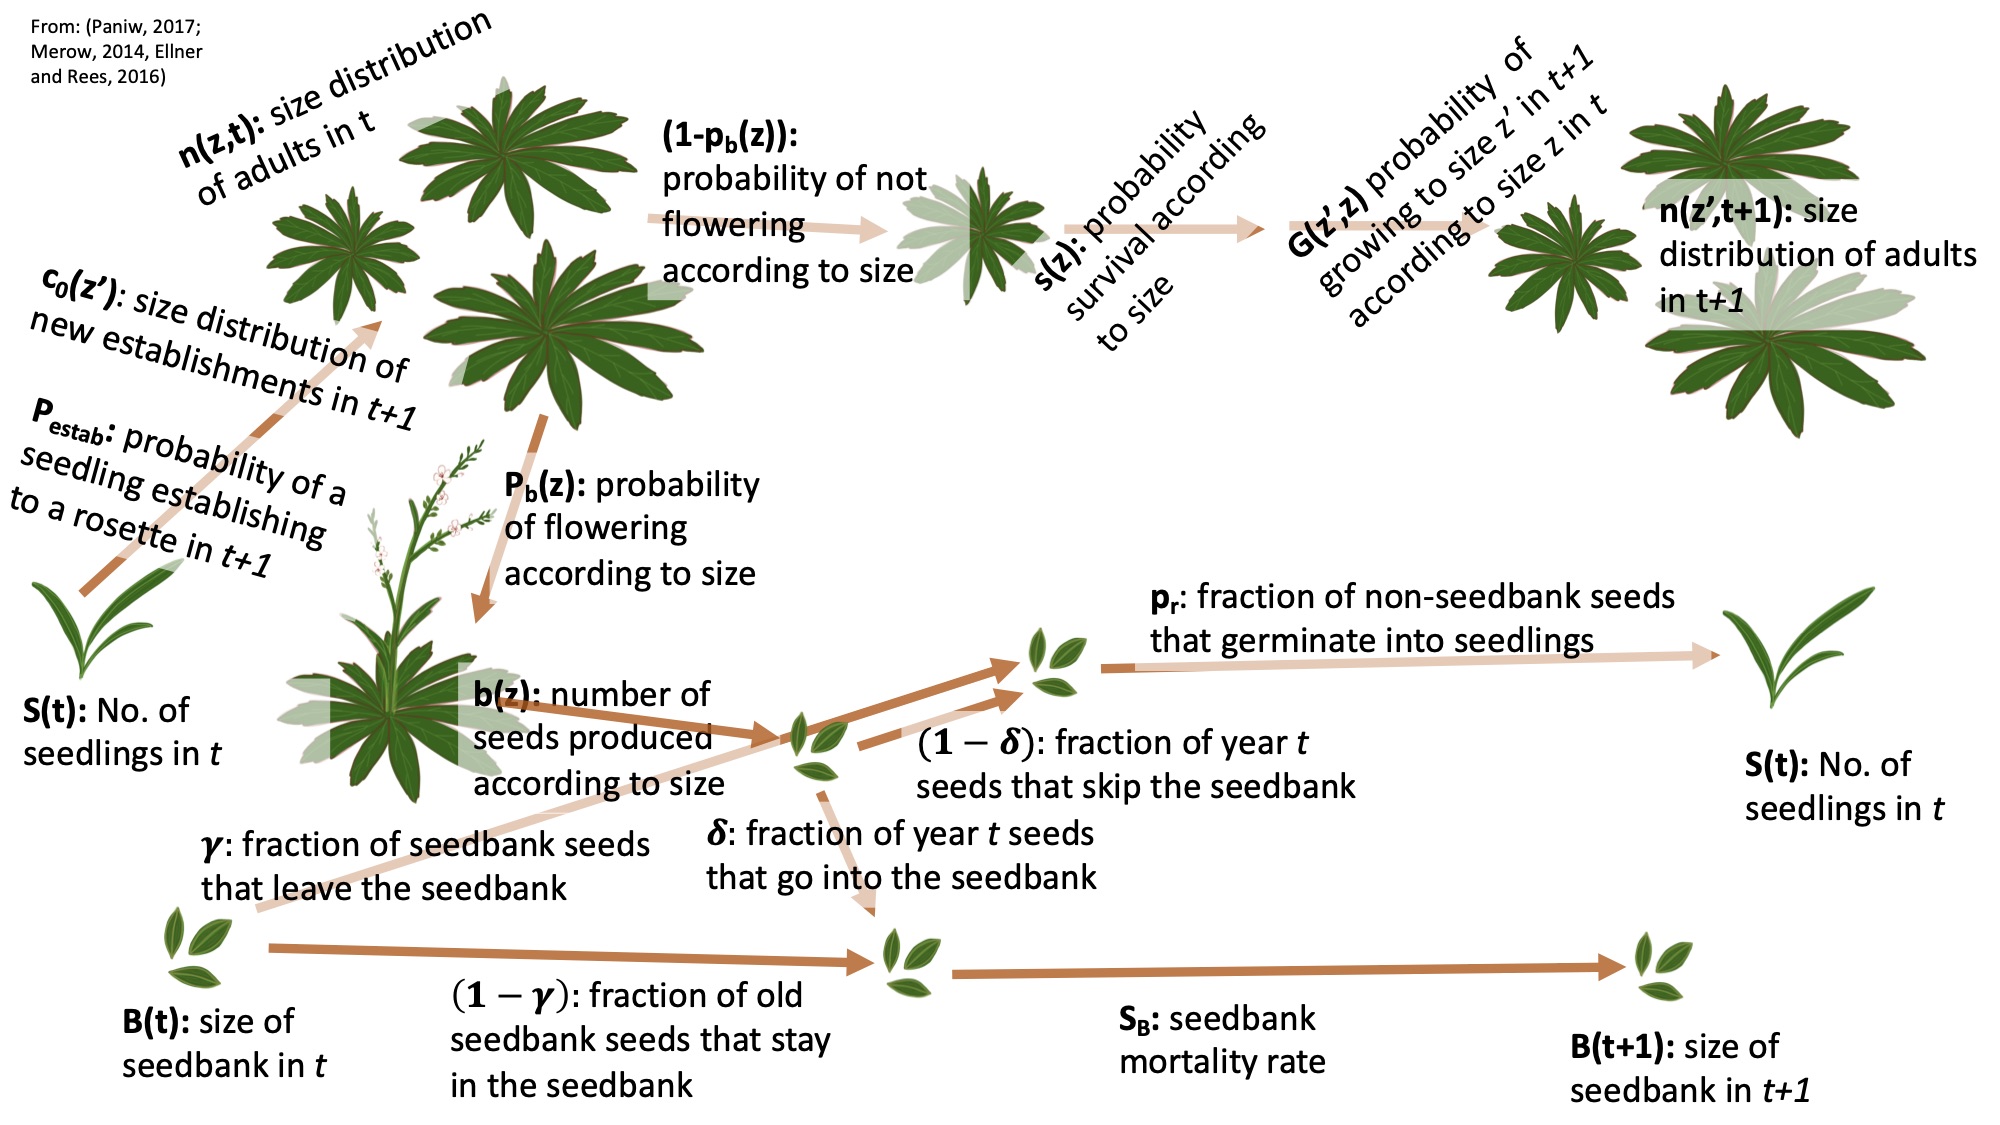 From: (Paniw, 2017;
Merow, 2014, Ellner
and Rees, 2016)
n(z,t): size distribution
of adults in t
(1-pb(z)):
probability of not
flowering
according to size
s(z): probability
survival according
to size
G(z’,z) probability of
growing to size z’ in t+1
according to size z in t
n(z’,t+1): size
distribution of adults
in t+1
c0(z’): size distribution of
new establishments in t+1
Pestab: probability of a
seedling establishing
to a rosette in t+1
Pb(z): probability
of flowering
according to size
pr: fraction of non-seedbank seeds
that germinate into seedlings
S(t): No. of
seedlings in t
b(z): number of
seeds produced
according to size
(1 − δ): fraction of year t
seeds that skip the seedbank
S(t): No. of
seedlings in t
γ: fraction of seedbank seeds
that leave the seedbank
δ: fraction of year t seeds
that go into the seedbank
B(t): size of
seedbank in t
(1 − γ): fraction of old
seedbank seeds that stay
in the seedbank
SB: seedbank
mortality rate
B(t+1): size of
seedbank in t+1